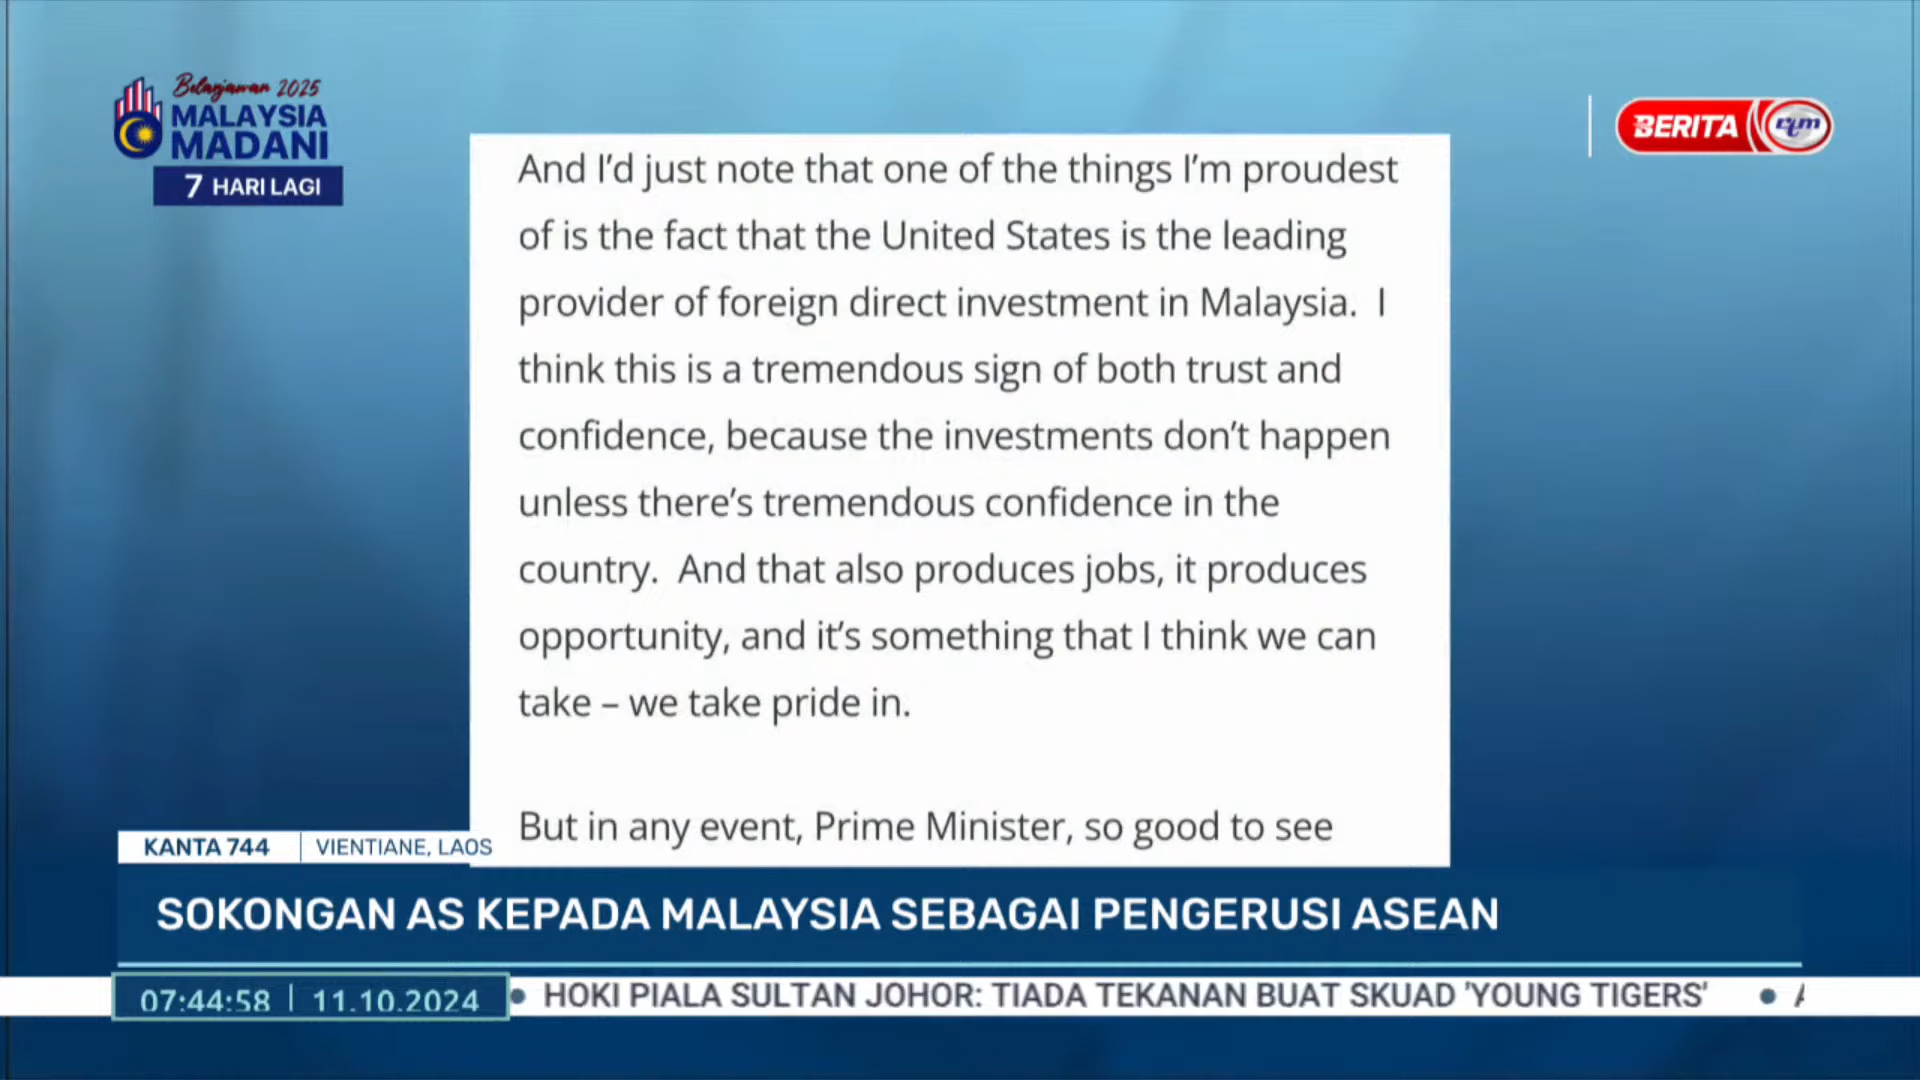 Belanjawan 2025
MALAYSIA
MADANI
7 HARI LAGI
BERITA rtm
And I’d just note that one of the things I’m proudest
of is the fact that the United States is the leading
provider of foreign direct investment in Malaysia.  I
think this is a tremendous sign of both trust and
confidence, because the investments don’t happen
unless there’s tremendous confidence in the
country.  And that also produces jobs, it produces
opportunity, and it’s something that I think we can
take – we take pride in.
But in any event, Prime Minister, so good to see
KANTA 744 VIENTIANE, LAOS
SOKONGAN AS KEPADA MALAYSIA SEBAGAI PENGERUSI ASEAN
07:44:58 | 11.10.2024 • HOKI PIALA SULTAN JOHOR: TIADA TEKANAN BUAT SKUAD 'YOUNG TIGERS' •